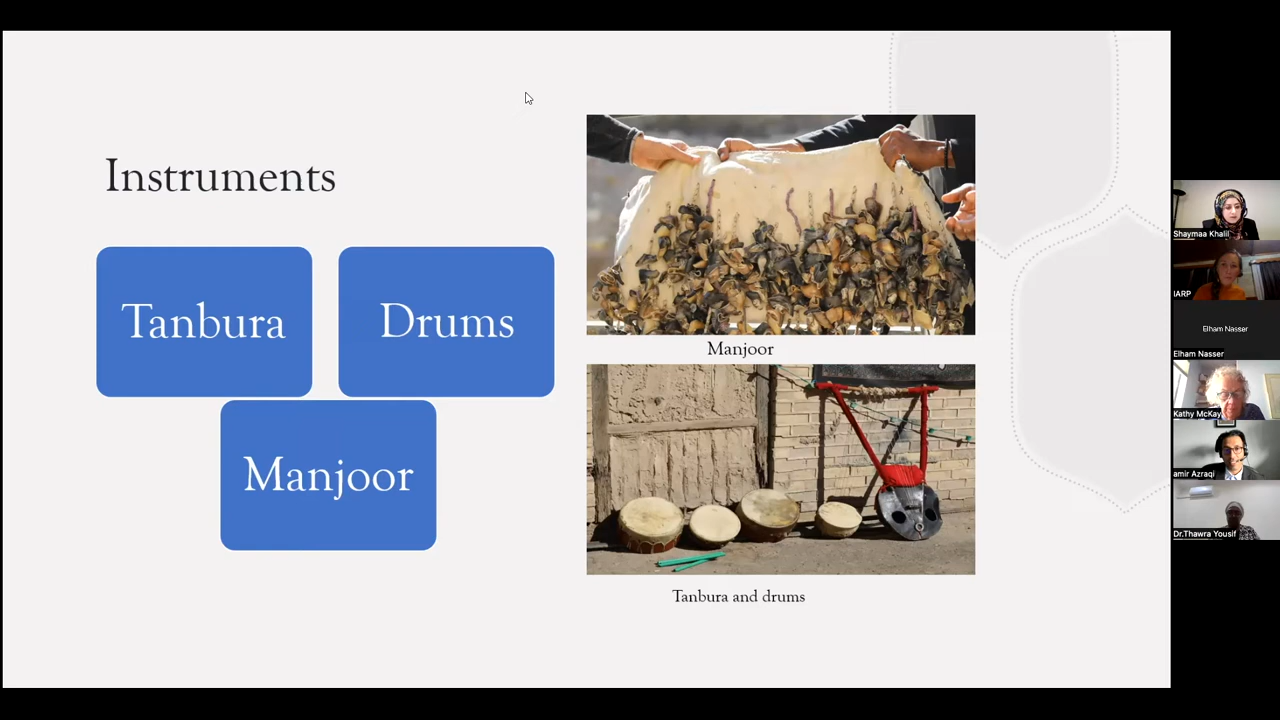 Instruments
Tanbura
Drums
Manjoor
Manjoor
Tanbura and drums
Shaymaa Khalil
IARP
Elham Nasser
Elham Nasser
Kathy McKay
amir Azraqi
Dr.Thawra Yousif